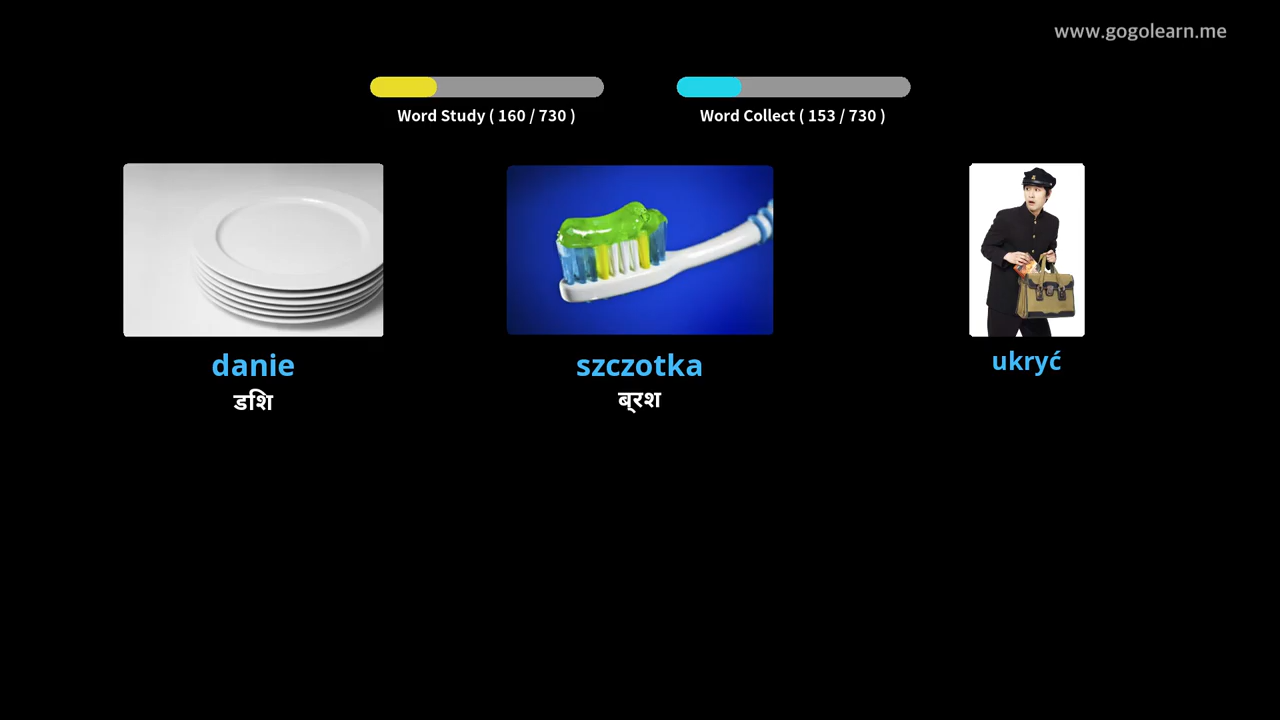 www.gogolearn.me
Word Study ( 160 / 730 )
Word Collect ( 153 / 730 )
danie
szczotka
ukryć
डिश
ब्रश